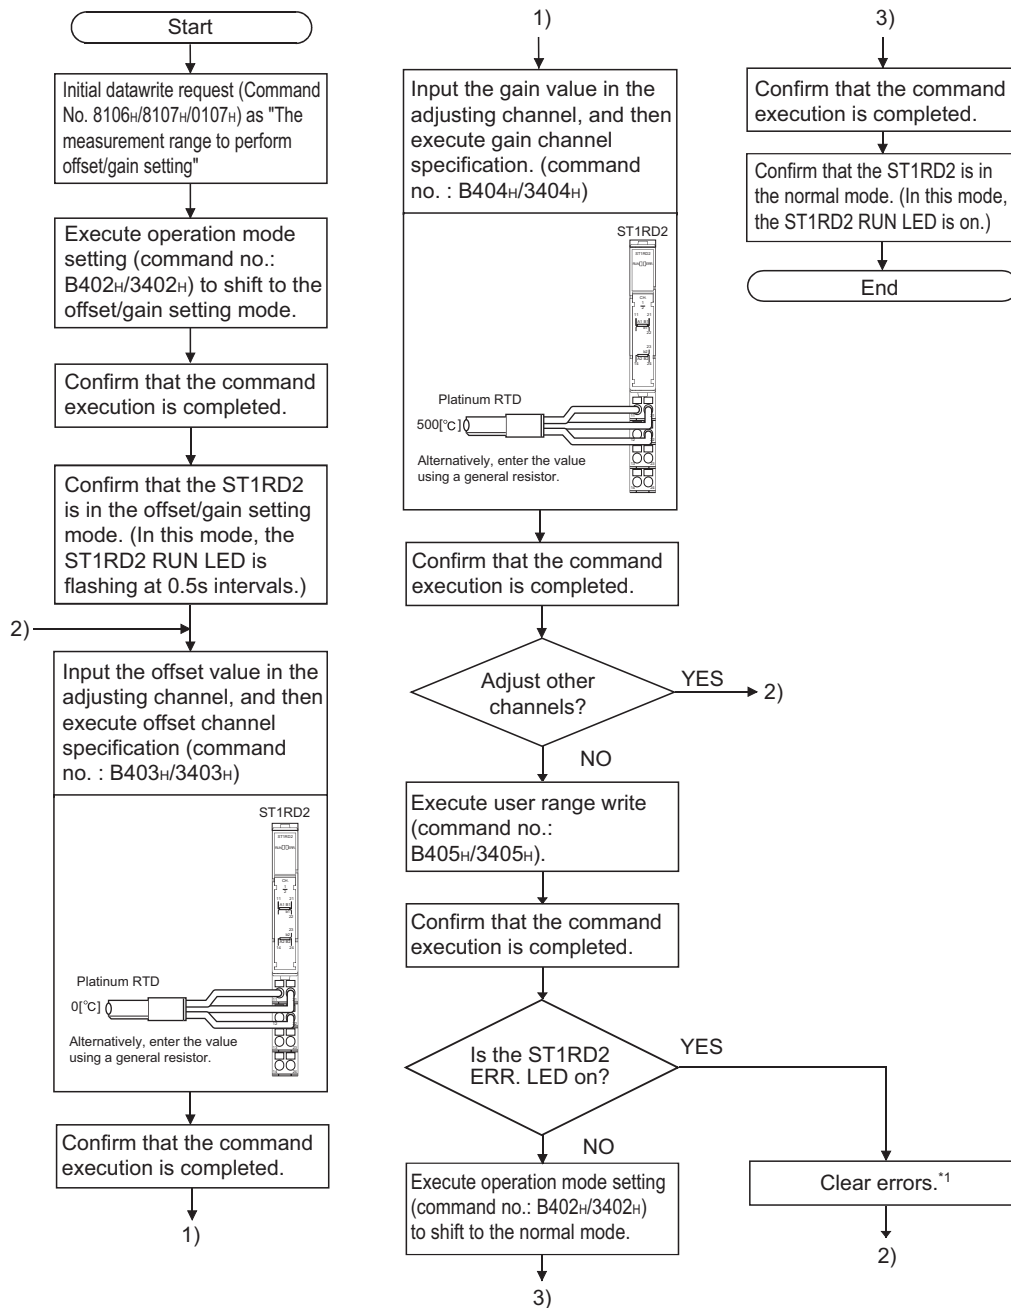 Start
Initial datawrite request (Command
No. 8106H/8107H/0107H) as "The
measurement range to perform
offset/gain setting"
Execute operation mode
setting (command no.:
B402H/3402H) to shift to the
offset/gain setting mode.
Confirm that the command
execution is completed.
Confirm that the ST1RD2
is in the offset/gain setting
mode. (In this mode, the
ST1RD2 RUN LED is
flashing at 0.5s intervals.)
2)
Input the offset value in the
adjusting channel, and then
execute offset channel
specification (command
no. : B403H/3403H)
ST1RD2
ST1RD2
Platinum RTD
0[°C]
Alternatively, enter the value
using a general resistor.
Confirm that the command
execution is completed.
1)
1)
Input the gain value in the
adjusting channel, and then
execute gain channel
specification. (command
no. : B404H/3404H)
ST1RD2
ST1RD2
Platinum RTD
500[°C]
Alternatively, enter the value
using a general resistor.
Confirm that the command
execution is completed.
Adjust other
channels?
YES
2)
NO
Execute user range write
(command no.:
B405H/3405H).
Confirm that the command
execution is completed.
Is the ST1RD2
ERR. LED on?
YES
NO
Execute operation mode setting
(command no.: B402H/3402H)
to shift to the normal mode.
3)
Clear errors.*1
2)
3)
Confirm that the command
execution is completed.
Confirm that the ST1RD2 is in
the normal mode. (In this mode,
the ST1RD2 RUN LED is on.)
End